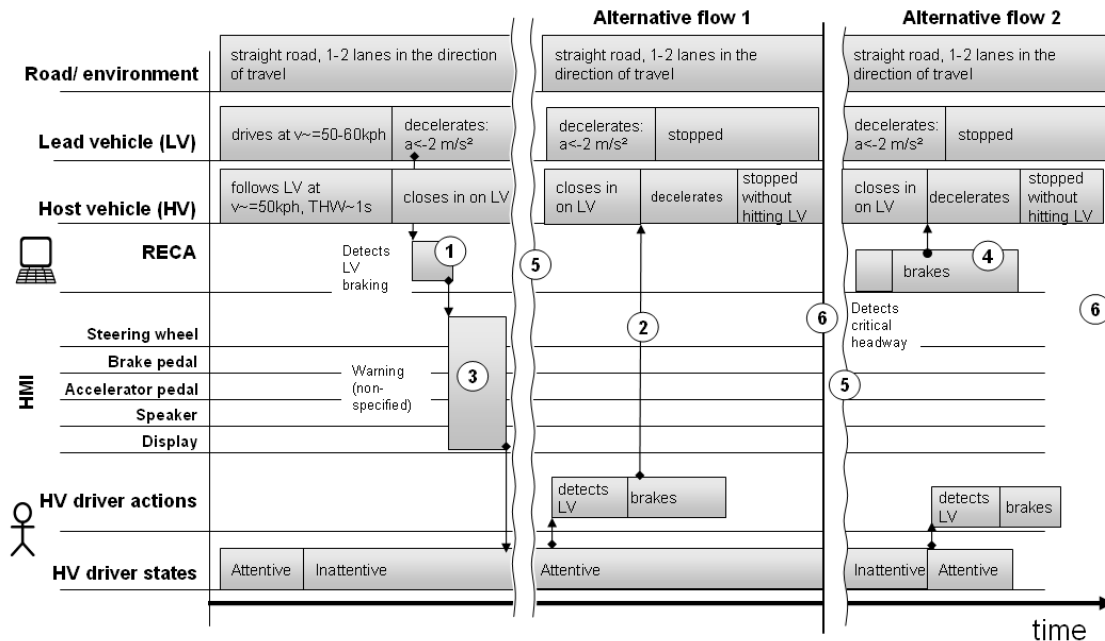 Alternative flow 1
Alternative flow 2
Road/ environment
straight road, 1-2 lanes in the direction
of travel
straight road, 1-2 lanes in the
direction of travel
straight road, 1-2 lanes in the
direction of travel
Lead vehicle (LV)
drives at v~=50-60kph
decelerates:
a<-2 m/s²
decelerates:
a<-2 m/s²
stopped
decelerates:
a<-2 m/s²
stopped
Host vehicle (HV)
follows LV at
v~=50kph, THW~1s
closes in on LV
closes in
on LV
decelerates
stopped
without
hitting LV
closes in
on LV
decelerates
stopped
without
hitting LV
RECA
Detects
LV
braking
1
5
brakes
4
Detects
critical
headway
2
6
6
5
HMI
Steering wheel
Brake pedal
Accelerator pedal
Speaker
Display
Warning
(non-
specified)
3
HV driver actions
detects
LV
brakes
detects
LV
brakes
HV driver states
Attentive
Inattentive
Attentive
Inattentive
Attentive
time